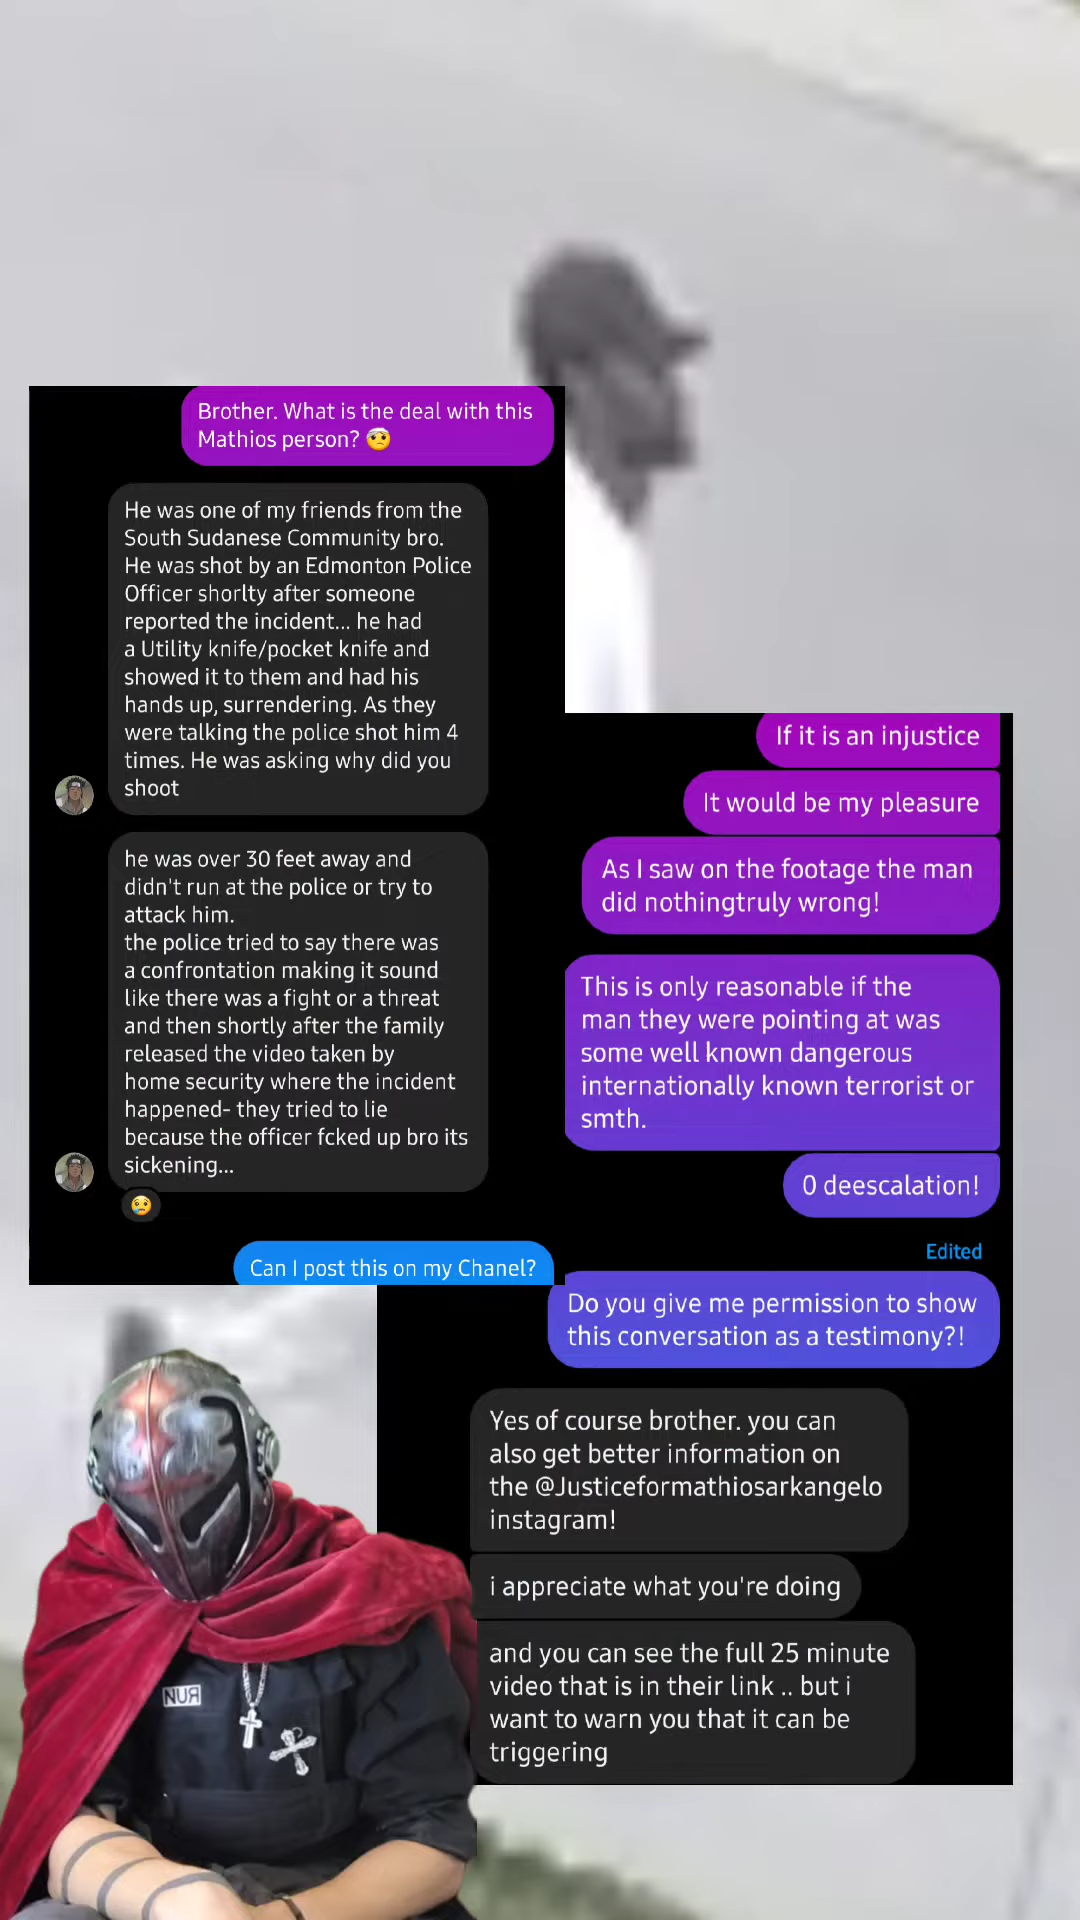 Brother. What is the deal with this
Mathios person? 🤕
He was one of my friends from the
South Sudanese Community bro.
He was shot by an Edmonton Police
Officer shorlty after someone
reported the incident... he had
a Utility knife/pocket knife and
showed it to them and had his
hands up, surrendering. As they
were talking the police shot him 4
times. He was asking why did you
shoot
he was over 30 feet away and
didn't run at the police or try to
attack him.
the police tried to say there was
a confrontation making it sound
like there was a fight or a threat
and then shortly after the family
released the video taken by
home security where the incident
happened- they tried to lie
because the officer fcked up bro its
sickening...
😢
Can I post this on my Chanel?
If it is an injustice
It would be my pleasure
As I saw on the footage the man
did nothingtruly wrong!
This is only reasonable if the
man they were pointing at was
some well known dangerous
internationally known terrorist or
smth.
0 deescalation!
Edited
Do you give me permission to show
this conversation as a testimony?!
Yes of course brother. you can
also get better information on
the @Justiceformathiosarkangelo
instagram!
i appreciate what you're doing
and you can see the full 25 minute
video that is in their link .. but i
want to warn you that it can be
triggering